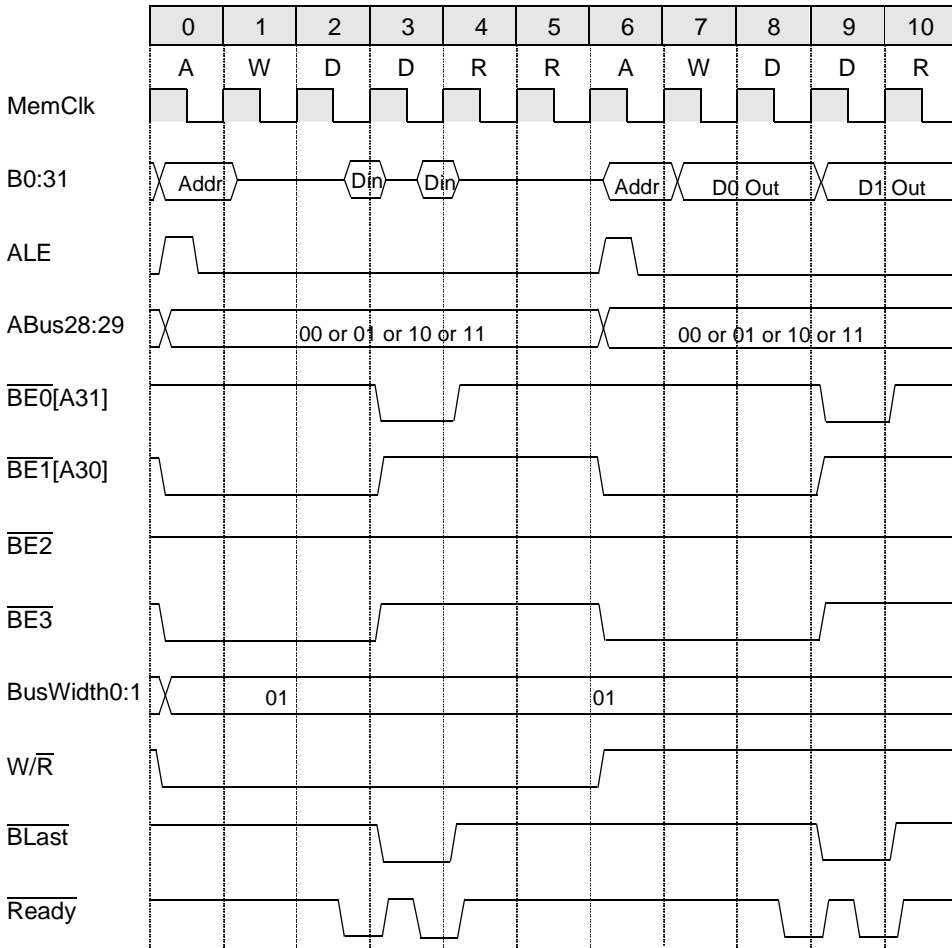 0 1 2 3 4 5 6 7 8 9 10
A W D D R R A W D D R
MemClk
B0:31 Addr Din Din Addr D0 Out D1 Out
ALE
ABus28:29 00 or 01 or 10 or 11 00 or 01 or 10 or 11
BE0[A31]
BE1[A30]
BE2
BE3
BusWidth0:1 01 01
W/R
BLast
Ready